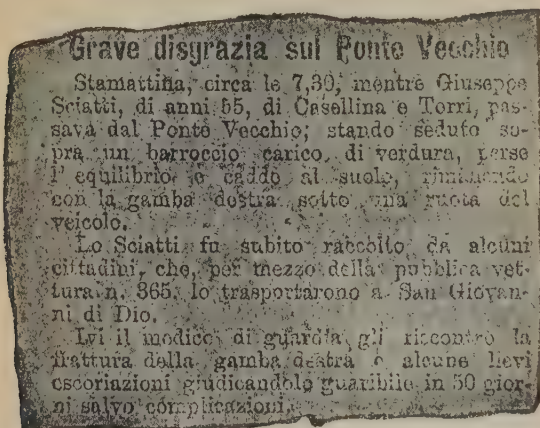 Grave disgrazia sul Ponte Vecchio
Stamattina, circa le 7,30, mentre Giuseppe
Sciatti, di anni 55, di Casellina e Torri, pas-
sava dal Ponte Vecchio; stando seduto so-
pra un barroccio carico di verdura, perse
l'equilibrio e cadde al suolo, rimanendo
con la gamba destra sotto una ruota del
veicolo.
Lo Sciatti fu subito raccolto da alcuni
cittadini, che, per mezzo della pubblica vet-
tura n. 365, lo trasportarono a San Giovan-
ni di Dio.
Ivi il medico di guardia gli riscontrò la
frattura della gamba destra e alcune lievi
escoriazioni giudicandolo guaribile in 50 gior-
ni salvo complicazioni.